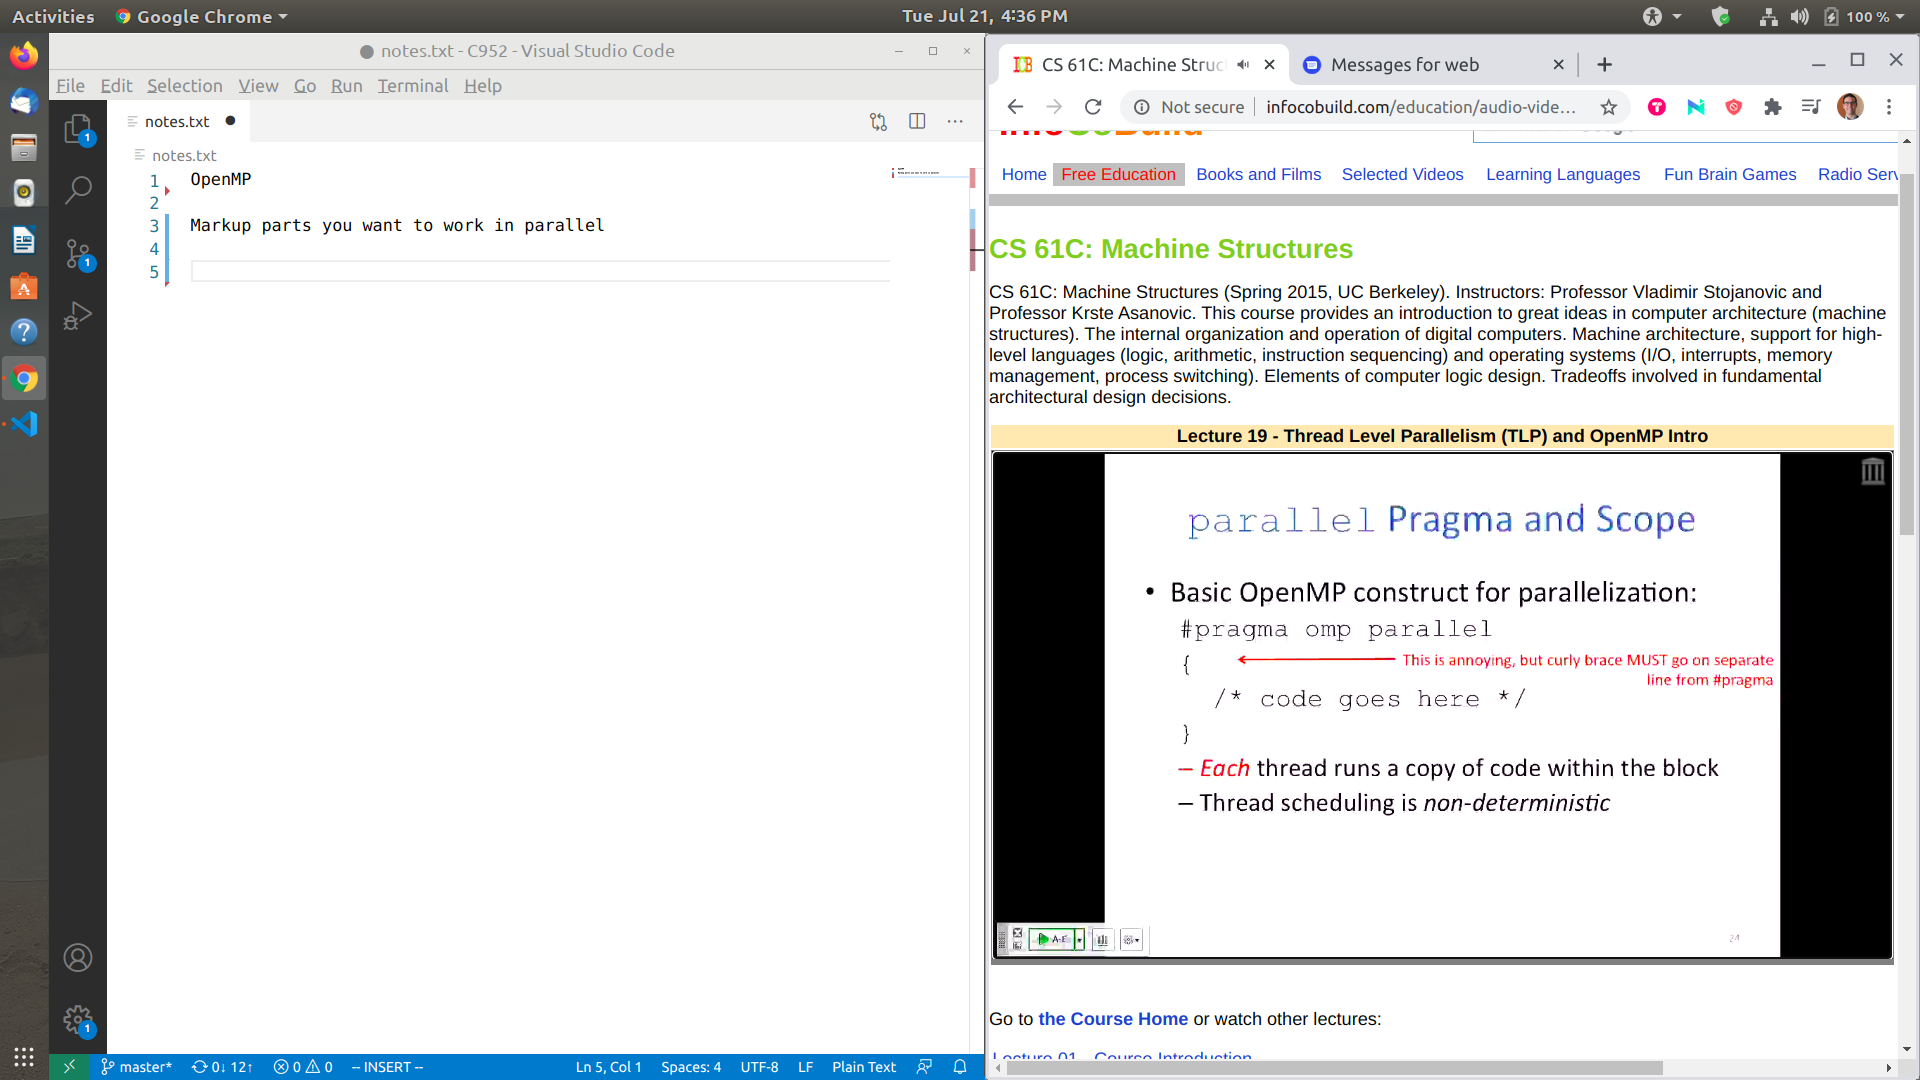 Activities
Google Chrome
Tue Jul 21, 4:36 PM
100 %
notes.txt - C952 - Visual Studio Code
File Edit Selection View Go Run Terminal Help
notes.txt
notes.txt
1 OpenMP
2
3 Markup parts you want to work in parallel
4
5
1
1
1
master*
0↓ 12↑
0 0
-- INSERT --
Ln 5, Col 1
Spaces: 4
UTF-8
LF
Plain Text
CS 61C: Machine Struc
Messages for web
Not secure
infocobuild.com/education/audio-vide...
InfoCoBuild
Home Free Education Books and Films Selected Videos Learning Languages Fun Brain Games Radio Serv
CS 61C: Machine Structures
CS 61C: Machine Structures (Spring 2015, UC Berkeley). Instructors: Professor Vladimir Stojanovic and
Professor Krste Asanovic. This course provides an introduction to great ideas in computer architecture (machine
structures). The internal organization and operation of digital computers. Machine architecture, support for high-
level languages (logic, arithmetic, instruction sequencing) and operating systems (I/O, interrupts, memory
management, process switching). Elements of computer logic design. Tradeoffs involved in fundamental
architectural design decisions.
Lecture 19 - Thread Level Parallelism (TLP) and OpenMP Intro
parallel Pragma and Scope
• Basic OpenMP construct for parallelization:
#pragma omp parallel
{
This is annoying, but curly brace MUST go on separate
line from #pragma
/* code goes here */
}
– Each thread runs a copy of code within the block
– Thread scheduling is non-deterministic
A-E
24
Go to the Course Home or watch other lectures:
Lecture 01 - Course Introduction